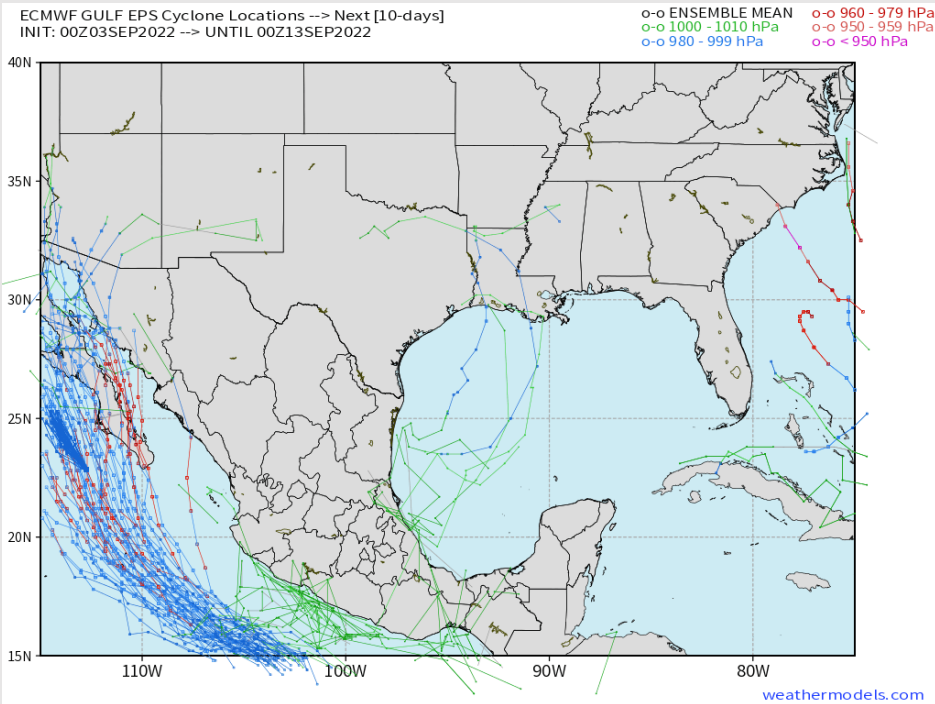 ECMWF GULF EPS Cyclone Locations --> Next [10-days]
INIT: 00Z03SEP2022 --> UNTIL 00Z13SEP2022
o-o ENSEMBLE MEAN
o-o 1000 - 1010 hPa
o-o 980 - 999 hPa
o-o 960 - 979 hPa
o-o 950 - 959 hPa
o-o < 950 hPa
40N
35N
30N
25N
20N
15N
110W 100W 90W 80W
weathermodels.com